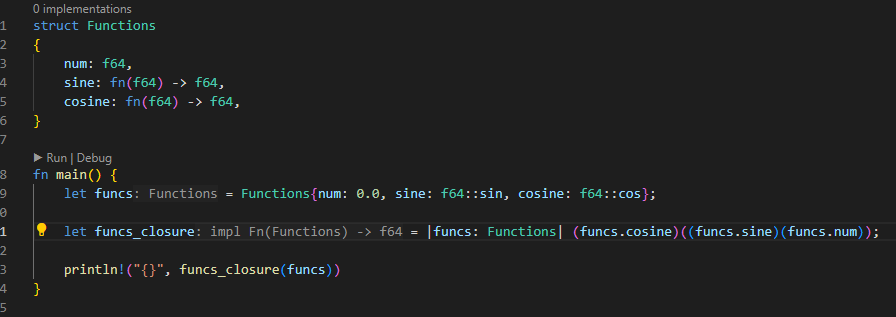 0 implementations
1 struct Functions
2 {
3     num: f64,
4     sine: fn(f64) -> f64,
5     cosine: fn(f64) -> f64,
6 }
7
▶ Run | Debug
8 fn main() {
9     let funcs: Functions = Functions{num: 0.0, sine: f64::sin, cosine: f64::cos};
0
1     let funcs_closure: impl Fn(Functions) -> f64 = |funcs: Functions| (funcs.cosine)((funcs.sine)(funcs.num));
2
3     println!("{}", funcs_closure(funcs))
4 }
5